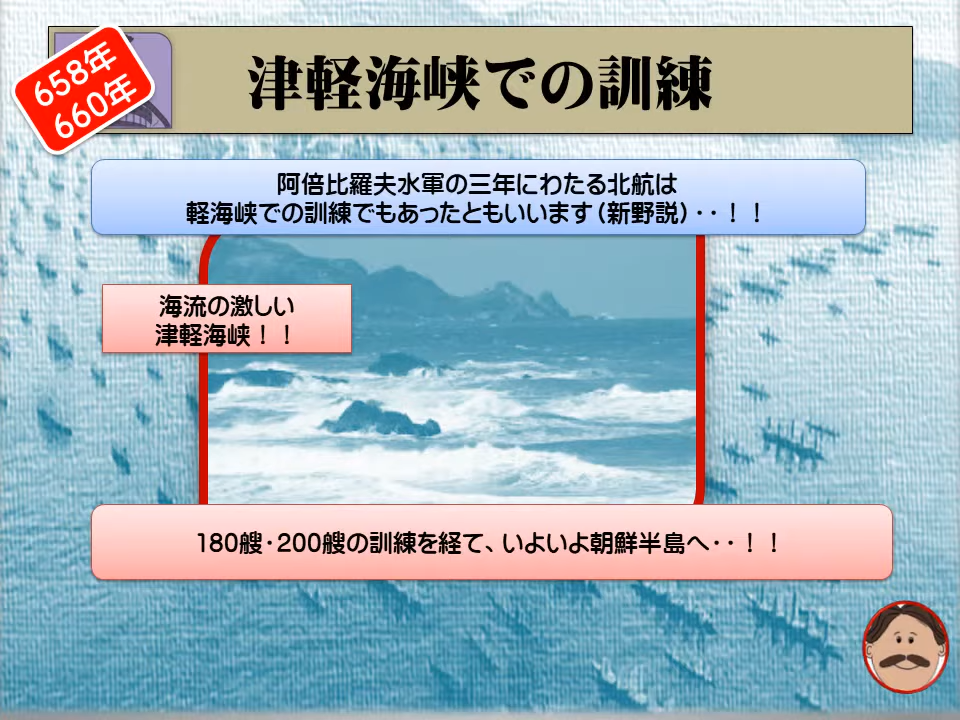 658年
660年
津軽海峡での訓練
阿倍比羅夫水軍の三年にわたる北航は
軽海峡での訓練でもあったともいいます（新野説）・・！！
海流の激しい
津軽海峡！！
180艘・200艘の訓練を経て、いよいよ朝鮮半島へ・・！！